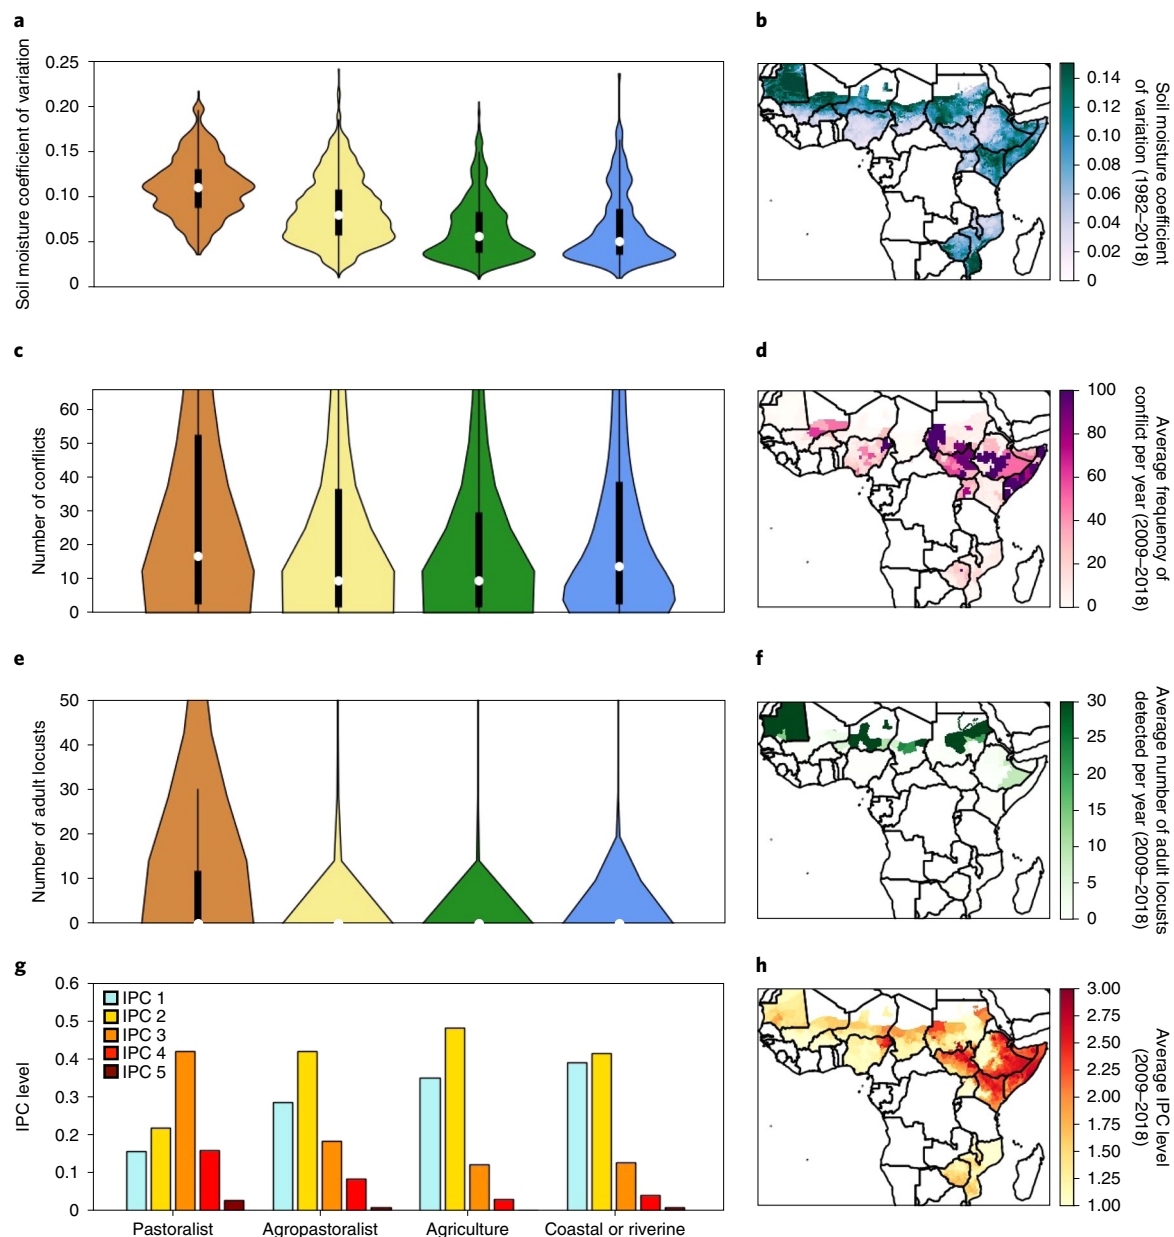 a
Soil moisture coefficient of variation
0.25
0.20
0.15
0.10
0.05
0
b
0.14
0.12
0.10
0.08
0.06
0.04
0.02
0
Soil moisture coefficient
of variation (1982–2018)
c
Number of conflicts
60
50
40
30
20
10
0
d
100
80
60
40
20
0
Average frequency of
conflict per year (2009–2018)
e
Number of adult locusts
50
40
30
20
10
0
f
30
25
20
15
10
5
0
Average number of adult locusts
detected per year (2009–2018)
g
IPC level
0.6
0.5
0.4
0.3
0.2
0.1
0
IPC 1
IPC 2
IPC 3
IPC 4
IPC 5
Pastoralist
Agropastoralist
Agriculture
Coastal or riverine
h
3.00
2.75
2.50
2.25
2.00
1.75
1.50
1.25
1.00
Average IPC level
(2009–2018)